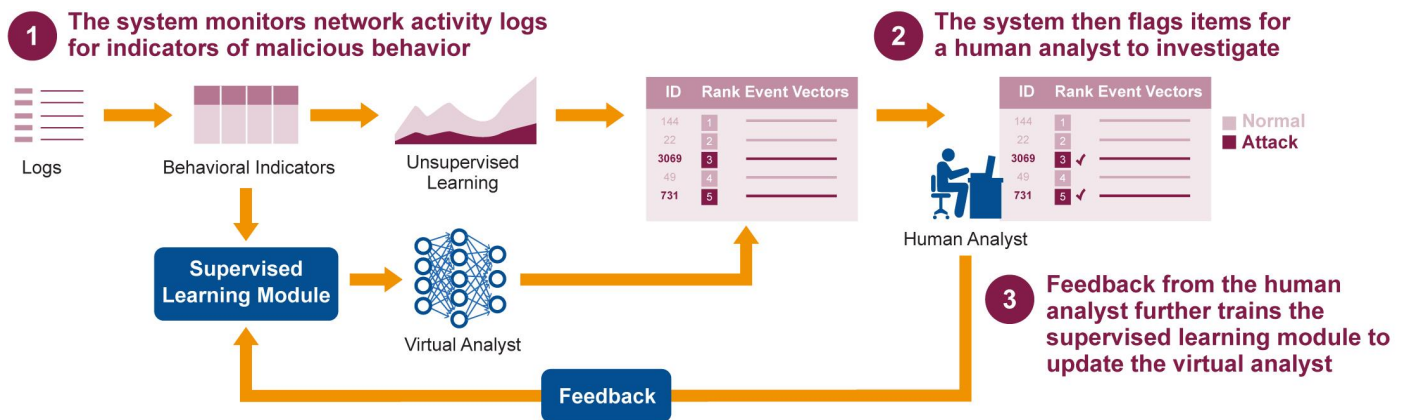 1
The system monitors network activity logs
for indicators of malicious behavior
2
The system then flags items for
a human analyst to investigate
Logs
Behavioral Indicators
Unsupervised
Learning
ID Rank Event Vectors
144 1
22 2
3069 3
49 4
731 5
ID Rank Event Vectors
144 1
22 2
3069 3 ✓
49 4
731 5 ✓
Normal
Attack
Human Analyst
Supervised
Learning Module
Virtual Analyst
3
Feedback from the human
analyst further trains the
supervised learning module to
update the virtual analyst
Feedback